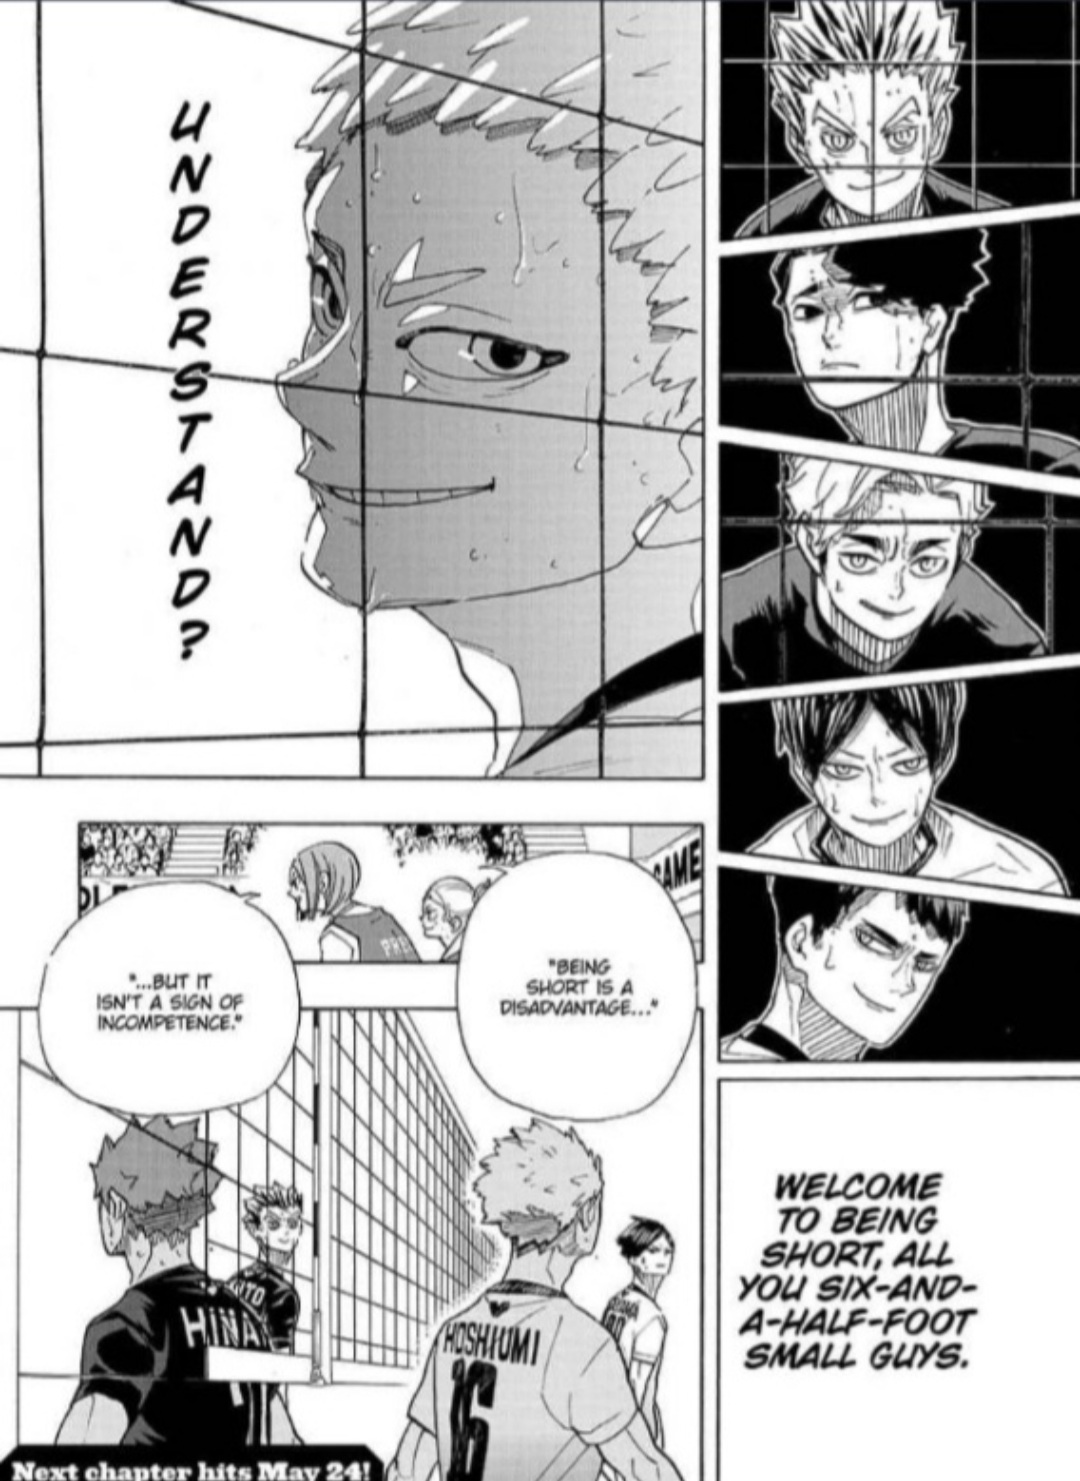 WELCOME
TO BEING
SHORT, ALL
YOU SIX-AND-
A-HALF-FOOT
SMALL GUYS.
UNDERSTAND?
GAME
"BEING
SHORT IS A
DISADVANTAGE..."
"...BUT IT
ISN'T A SIGN OF
INCOMPETENCE."
HOSHIUMI
16
HINA
Next chapter hits May 24!